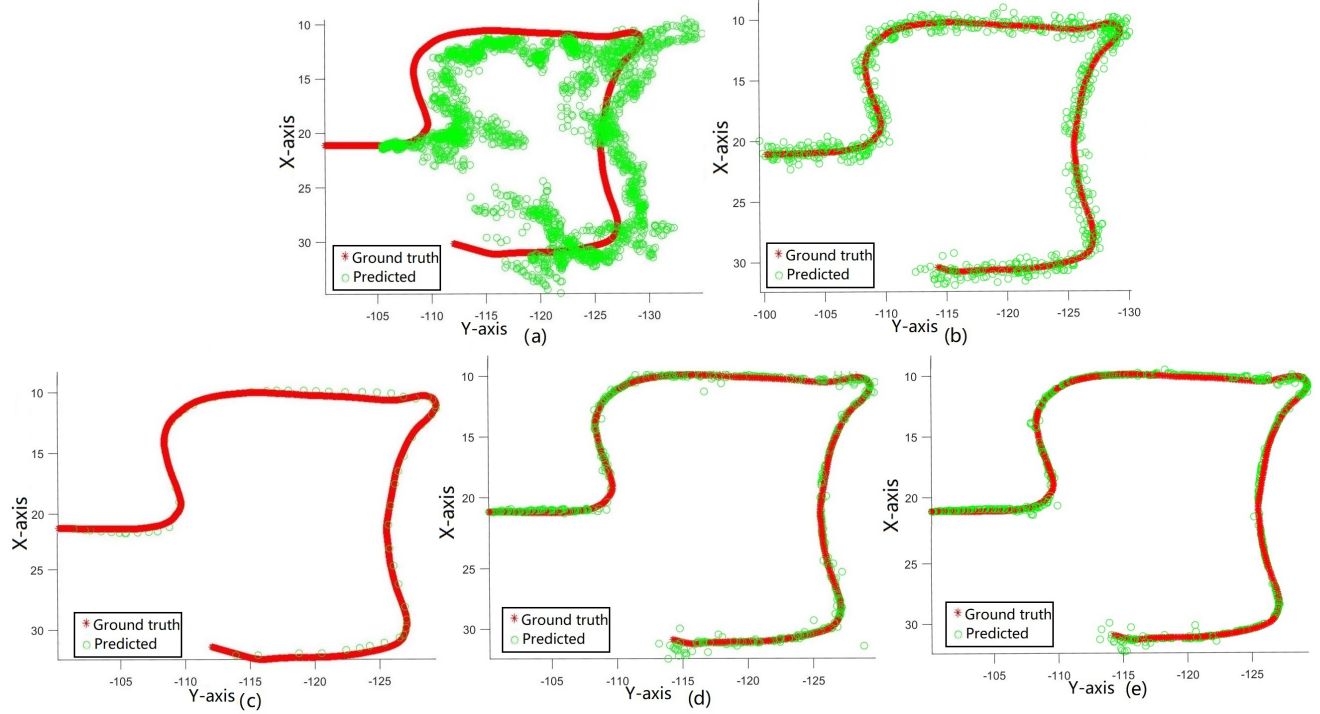 10
15
20
25
30
X-axis
* Ground truth
○ Predicted
-105 -110 -115 -120 -125 -130
Y-axis (a)
10
15
20
25
30
X-axis
* Ground truth
○ Predicted
-100 -105 -110 -115 -120 -125 -130
Y-axis (b)
10
15
20
25
30
X-axis
* Ground truth
○ Predicted
-105 -110 -115 -120 -125
Y-axis (c)
10
15
20
25
30
X-axis
* Ground truth
○ Predicted
-105 -110 -115 -120 -125
Y-axis (d)
10
15
20
25
30
X-axis
* Ground truth
○ Predicted
-105 -110 -115 -120 -125
Y-axis (e)